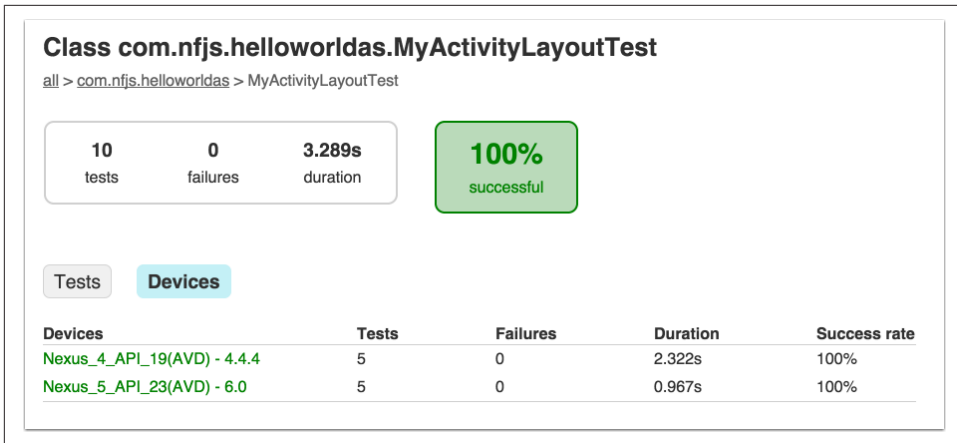 Class com.nfjs.helloworldas.MyActivityLayoutTest
all > com.nfjs.helloworldas > MyActivityLayoutTest
10 0 3.289s 100%
tests failures duration successful
Tests Devices
Devices Tests Failures Duration Success rate
Nexus_4_API_19(AVD) - 4.4.4 5 0 2.322s 100%
Nexus_5_API_23(AVD) - 6.0 5 0 0.967s 100%